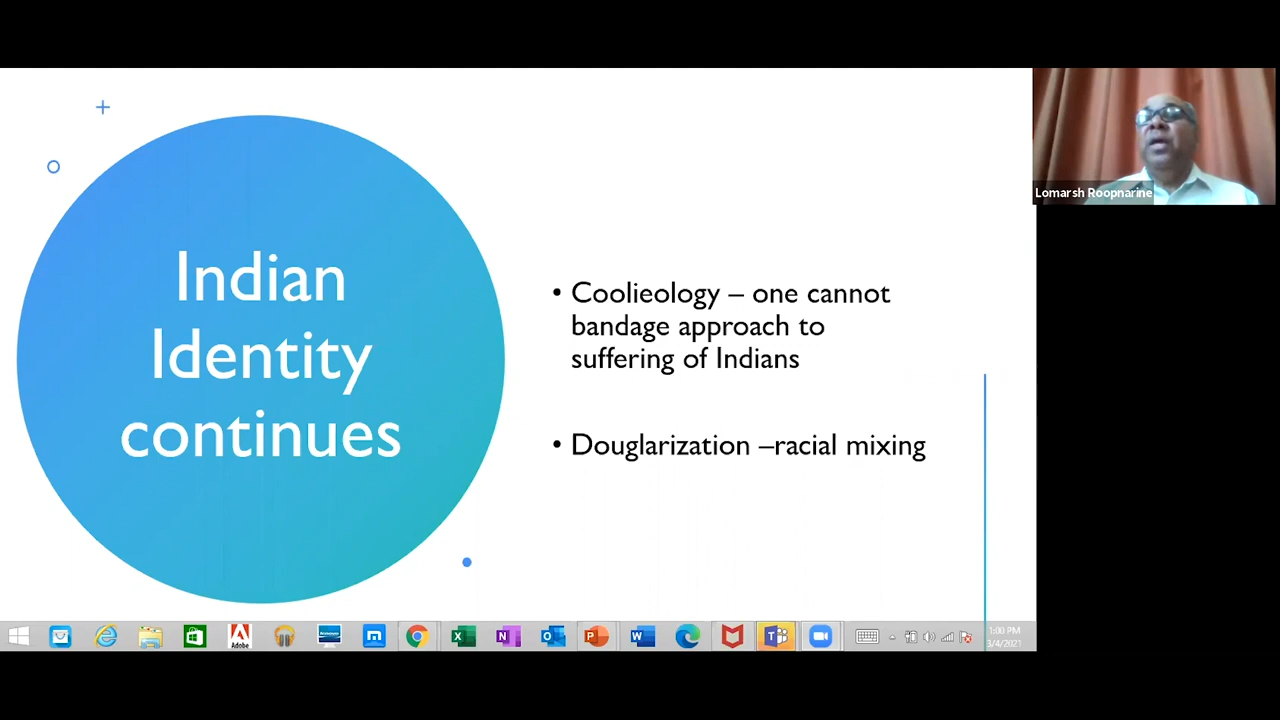 Indian
Identity
continues
• Coolieology – one cannot
bandage approach to
suffering of Indians
• Douglarization –racial mixing
Lomarsh Roopnarine
Adobe
1:00 PM
3/4/2021